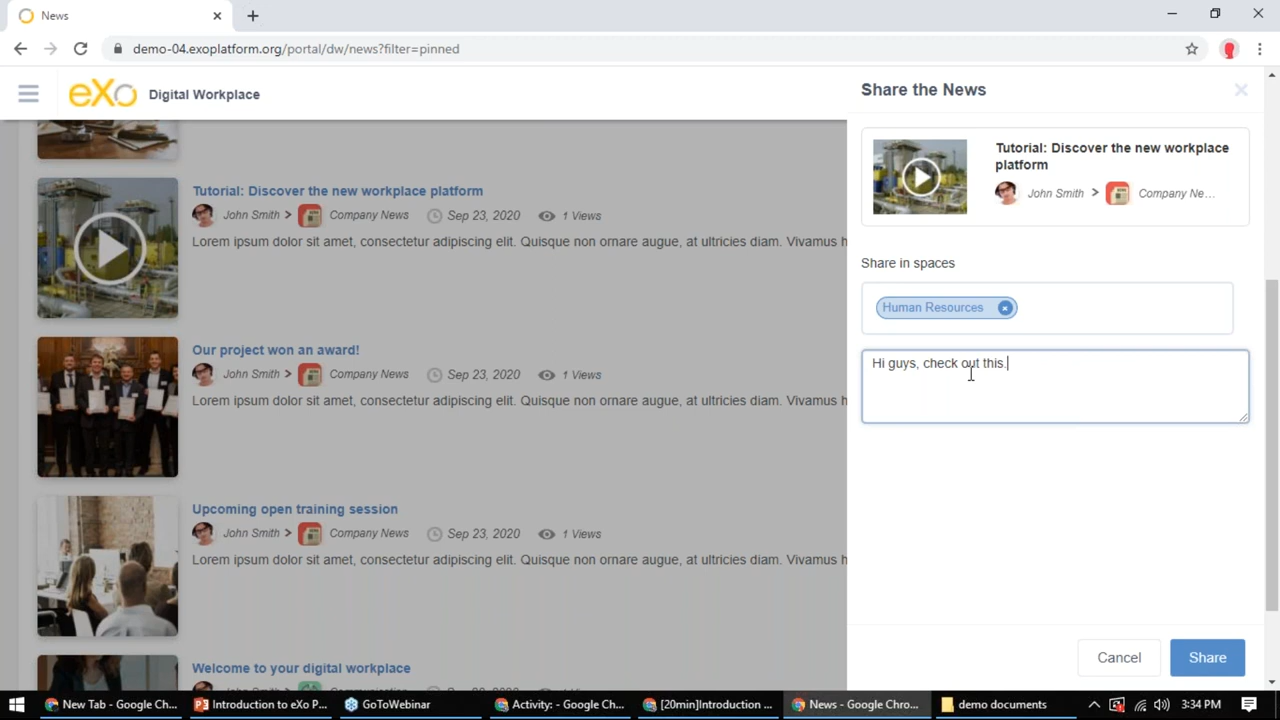 News
demo-04.exoplatform.org/portal/dw/news?filter=pinned
eXo Digital Workplace
Tutorial: Discover the new workplace platform
John Smith > Company News Sep 23, 2020 1 Views
Lorem ipsum dolor sit amet, consectetur adipiscing elit. Quisque non ornare augue, at ultricies diam. Vivamus h
Our project won an award!
John Smith > Company News Sep 23, 2020 1 Views
Lorem ipsum dolor sit amet, consectetur adipiscing elit. Quisque non ornare augue, at ultricies diam. Vivamus h
Upcoming open training session
John Smith > Company News Sep 23, 2020 1 Views
Lorem ipsum dolor sit amet, consectetur adipiscing elit. Quisque non ornare augue, at ultricies diam. Vivamus h
Welcome to your digital workplace
Share the News
Tutorial: Discover the new workplace
platform
John Smith > Company Ne...
Share in spaces
Human Resources
Hi guys, check out this.
Cancel Share
New Tab - Google Ch... Introduction to eXo P... GoToWebinar Activity: - Google Ch... [20min]Introduction ... News - Google Chro... demo documents 3:34 PM